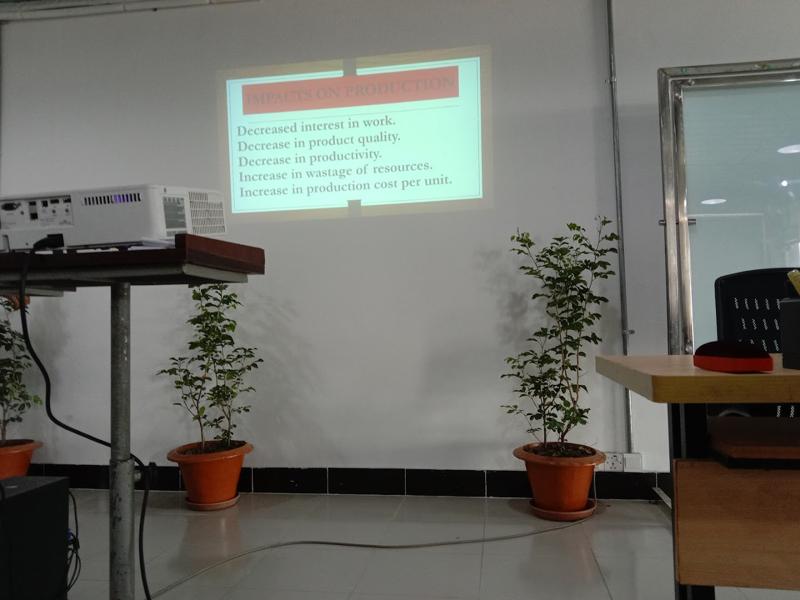 IMPACTS ON PRODUCTION
Decreased interest in work.
Decrease in product quality.
Decrease in productivity.
Increase in wastage of resources.
Increase in production cost per unit.